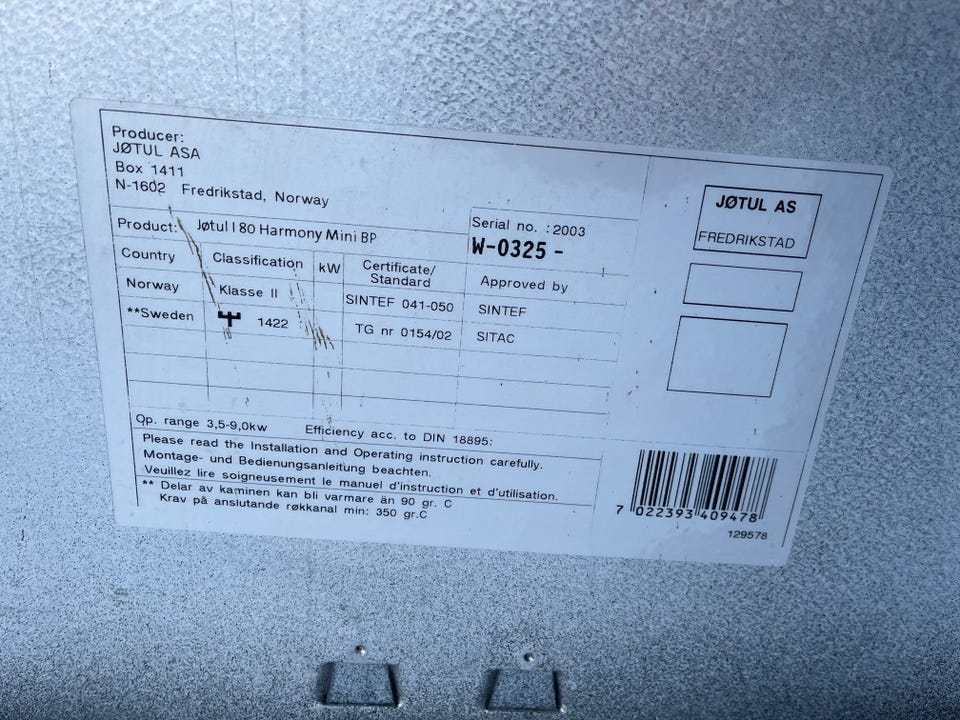 Producer:
JØTUL ASA
Box 1411
N-1602 Fredrikstad, Norway
Product: Jøtul I 80 Harmony Mini BP
Serial no. : 2003
W-0325 -
Country Classification kW Certificate/ Standard Approved by
Norway Klasse II SINTEF 041-050 SINTEF
**Sweden 1422 TG nr 0154/02 SITAC
Op. range 3,5-9,0kw Efficiency acc. to DIN 18895:
Please read the Installation and Operating instruction carefully.
Montage- und Bedienungsanleitung beachten.
Veuillez lire soigneusement le manuel d'instruction et d'utilisation.
** Delar av kaminen kan bli varmare än 90 gr. C
Krav på anslutande røkkanal min: 350 gr.C
JØTUL AS
FREDRIKSTAD
7 022393 409478
129578